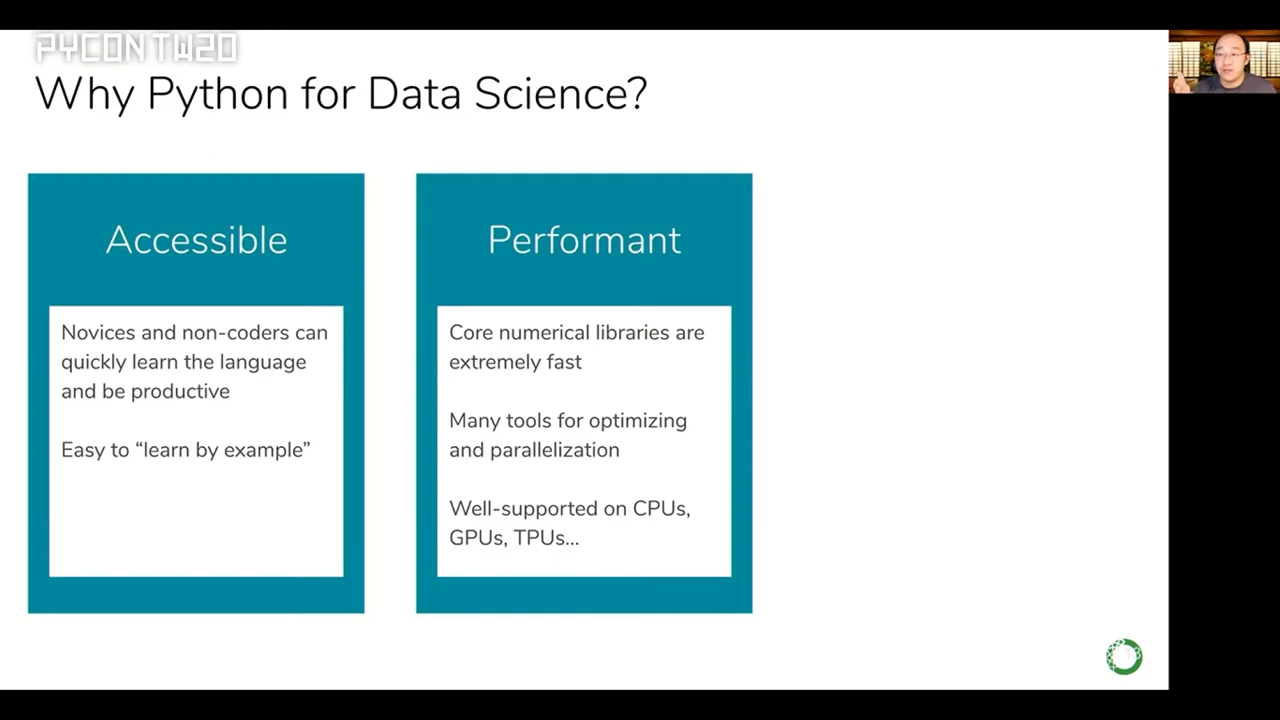 PYCON TW20
Why Python for Data Science?
Accessible
Novices and non-coders can
quickly learn the language
and be productive
Easy to “learn by example”
Performant
Core numerical libraries are
extremely fast
Many tools for optimizing
and parallelization
Well-supported on CPUs,
GPUs, TPUs...